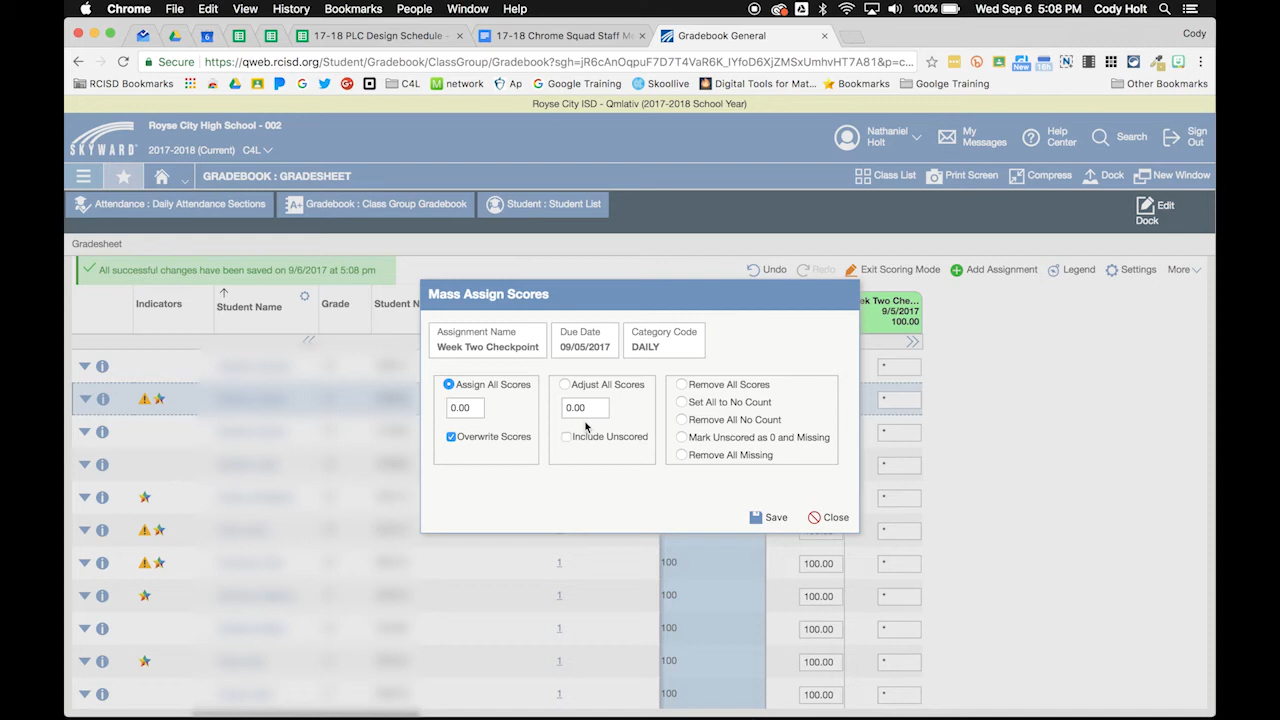 Chrome File Edit View History Bookmarks People Window Help 100% Wed Sep 6 5:08 PM Cody Holt
17-18 PLC Design Schedule - × 17-18 Chrome Squad Staff M × Gradebook General × Cody
Secure https://qweb.rcisd.org/Student/Gradebook/ClassGroup/Gradebook?sgh=
RCISD Bookmarks C4L network Ap Google Training Skoollive Digital Tools for Mat... Bookmarks Goolge Training Other Bookmarks
Royse City ISD - Qmlativ (2017-2018 School Year)
SKYWARD
Royse City High School - 002
2017-2018 (Current) C4L
Nathaniel Holt
My Messages
Help Center
Search
Sign Out
GRADEBOOK : GRADESHEET
Class List Print Screen Compress Dock New Window
Attendance : Daily Attendance Sections A+ Gradebook : Class Group Gradebook Student : Student List
Edit Dock
Gradesheet
All successful changes have been saved on 9/6/2017 at 5:08 pm
Undo Redo Exit Scoring Mode Add Assignment Legend Settings More
Indicators Student Name Grade Student N
ek Two Che...
9/5/2017
100.00
Mass Assign Scores
Assignment Name
Week Two Checkpoint
Due Date
09/05/2017
Category Code
DAILY
Assign All Scores
0.00
Overwrite Scores
Adjust All Scores
0.00
Include Unscored
Remove All Scores
Set All to No Count
Remove All No Count
Mark Unscored as 0 and Missing
Remove All Missing
Save Close
*
*
*
*
*
*
1 100 100.00 *
1 100 100.00 *
1 100 100.00 *
1 100 100.00 *
1 100 100.00 *